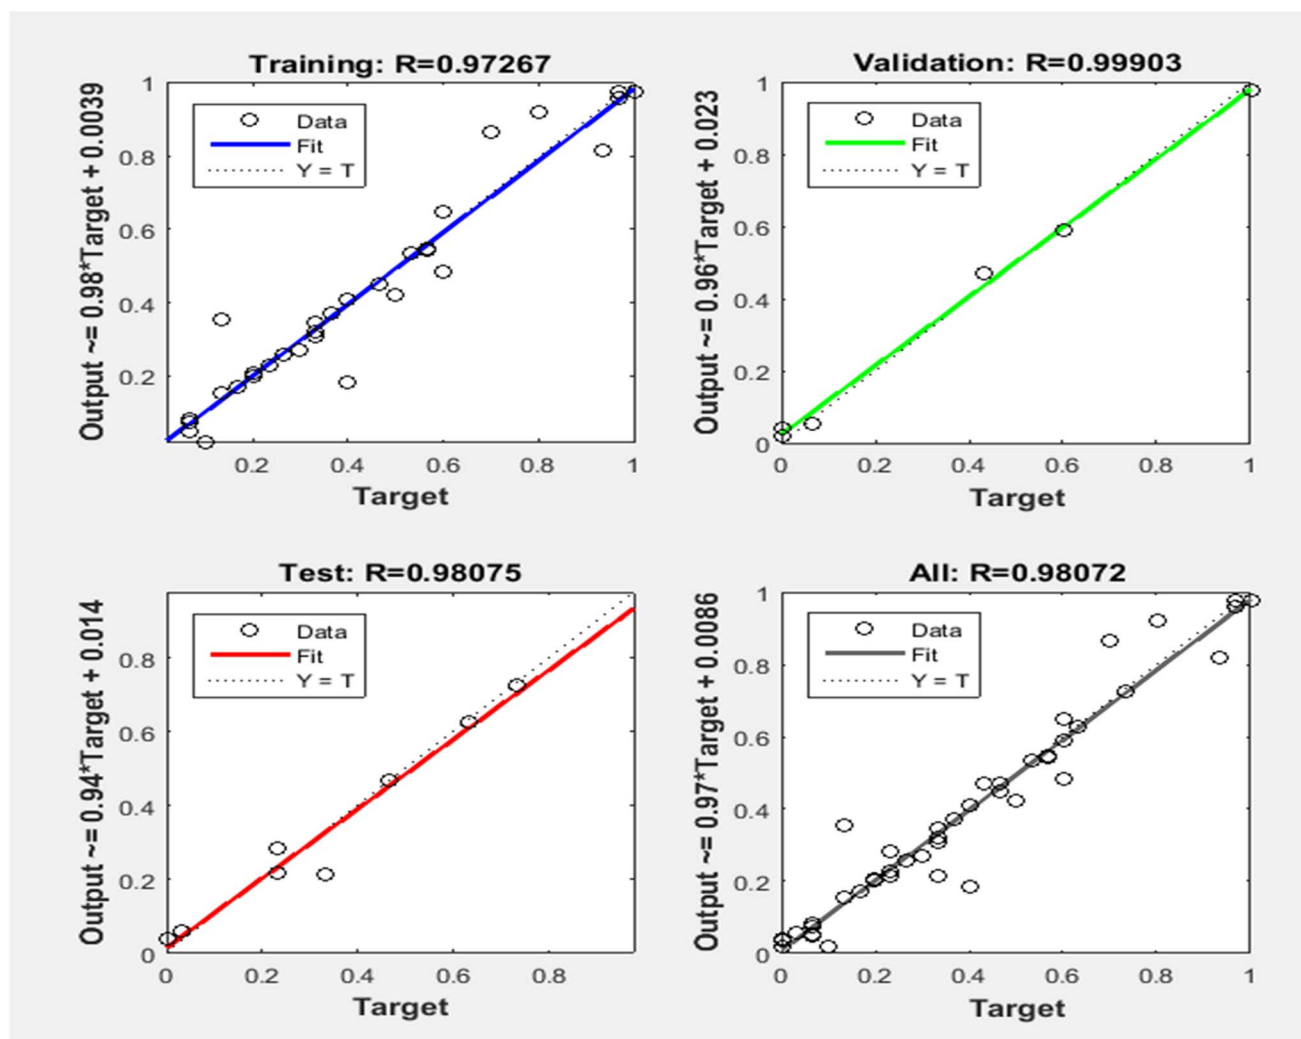 Training: R=0.97267
Output ~= 0.98*Target + 0.0039
1
0.8
0.6
0.4
0.2
Data
Fit
Y = T
0.2 0.4 0.6 0.8 1
Target
Validation: R=0.99903
Output ~= 0.96*Target + 0.023
1
0.8
0.6
0.4
0.2
0
Data
Fit
Y = T
0 0.2 0.4 0.6 0.8 1
Target
Test: R=0.98075
Output ~= 0.94*Target + 0.014
0.8
0.6
0.4
0.2
0
Data
Fit
Y = T
0 0.2 0.4 0.6 0.8
Target
All: R=0.98072
Output ~= 0.97*Target + 0.0086
1
0.8
0.6
0.4
0.2
0
Data
Fit
Y = T
0 0.2 0.4 0.6 0.8 1
Target